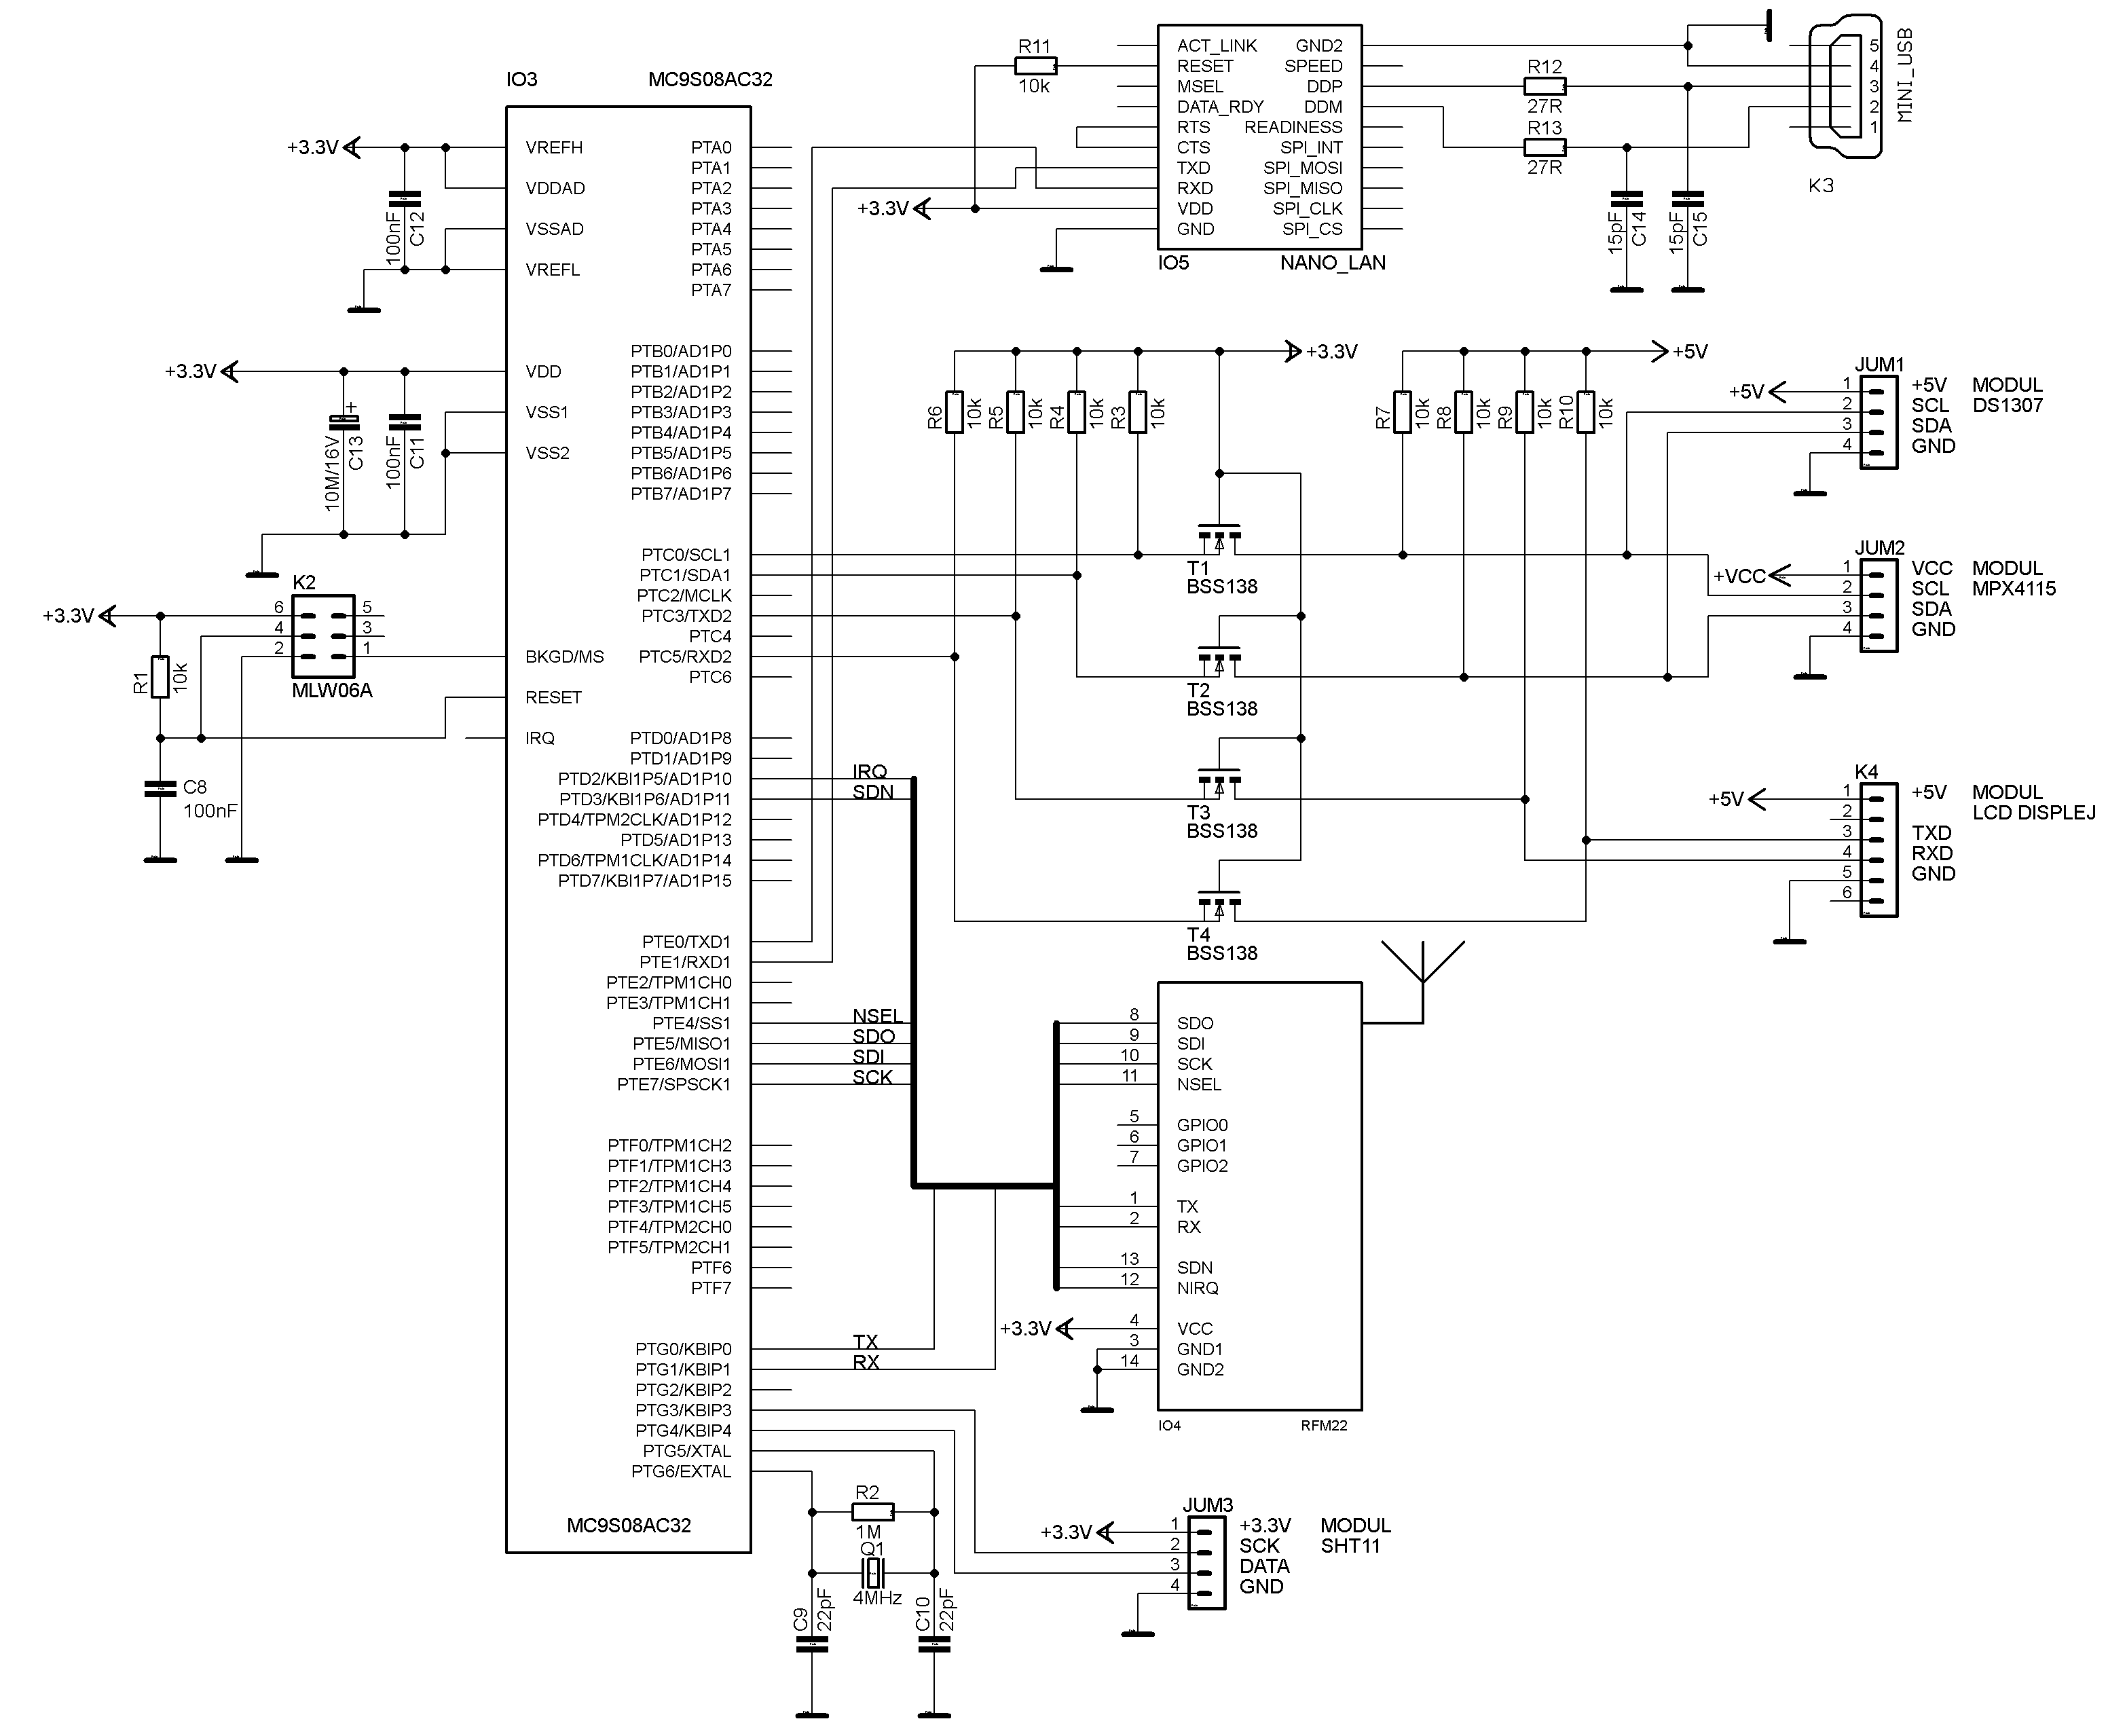 IO3 MC9S08AC32
+3.3V
VREFH
VDDAD
VSSAD
VREFL
100nF C12
+3.3V
VDD
VSS1
VSS2
10M/16V C13
+
100nF C11
K2
+3.3V
6 5
4 3
2 1
MLW06A
R1 10k
C8
100nF
BKGD/MS
RESET
IRQ
PTA0
PTA1
PTA2
PTA3
PTA4
PTA5
PTA6
PTA7
PTB0/AD1P0
PTB1/AD1P1
PTB2/AD1P2
PTB3/AD1P3
PTB4/AD1P4
PTB5/AD1P5
PTB6/AD1P6
PTB7/AD1P7
PTC0/SCL1
PTC1/SDA1
PTC2/MCLK
PTC3/TXD2
PTC4
PTC5/RXD2
PTC6
PTD0/AD1P8
PTD1/AD1P9
PTD2/KBI1P5/AD1P10
PTD3/KBI1P6/AD1P11
PTD4/TPM2CLK/AD1P12
PTD5/AD1P13
PTD6/TPM1CLK/AD1P14
PTD7/KBI1P7/AD1P15
PTE0/TXD1
PTE1/RXD1
PTE2/TPM1CH0
PTE3/TPM1CH1
PTE4/SS1
PTE5/MISO1
PTE6/MOSI1
PTE7/SPSCK1
PTF0/TPM1CH2
PTF1/TPM1CH3
PTF2/TPM1CH4
PTF3/TPM1CH5
PTF4/TPM2CH0
PTF5/TPM2CH1
PTF6
PTF7
PTG0/KBIP0
PTG1/KBIP1
PTG2/KBIP2
PTG3/KBIP3
PTG4/KBIP4
PTG5/XTAL
PTG6/EXTAL
MC9S08AC32
IRQ
SDN
NSEL
SDO
SDI
SCK
TX
RX
R2
1M
Q1
4MHz
C9 22pF
C10 22pF
R11
10k
+3.3V
ACT_LINK GND2
RESET SPEED
MSEL DDP
DATA_RDY DDM
RTS READINESS
CTS SPI_INT
TXD SPI_MOSI
RXD SPI_MISO
VDD SPI_CLK
GND SPI_CS
IO5 NANO_LAN
R12
27R
R13
27R
15pF C14
15pF C15
5
4
3
2
1
MINI_USB
K3
+3.3V
+5V
R6 10k
R5 10k
R4 10k
R3 10k
R7 10k
R8 10k
R9 10k
R10 10k
T1
BSS138
T2
BSS138
T3
BSS138
T4
BSS138
JUM1
+5V 1 +5V MODUL
2 SCL DS1307
3 SDA
4 GND
JUM2
+VCC 1 VCC MODUL
2 SCL MPX4115
3 SDA
4 GND
K4
+5V 1 +5V MODUL
2 LCD DISPLEJ
3 TXD
4 RXD
5 GND
6
8 SDO
9 SDI
10 SCK
11 NSEL
5 GPIO0
6 GPIO1
7 GPIO2
1 TX
2 RX
13 SDN
12 NIRQ
+3.3V 4 VCC
3 GND1
14 GND2
IO4 RFM22
JUM3
+3.3V 1 +3.3V MODUL
2 SCK SHT11
3 DATA
4 GND